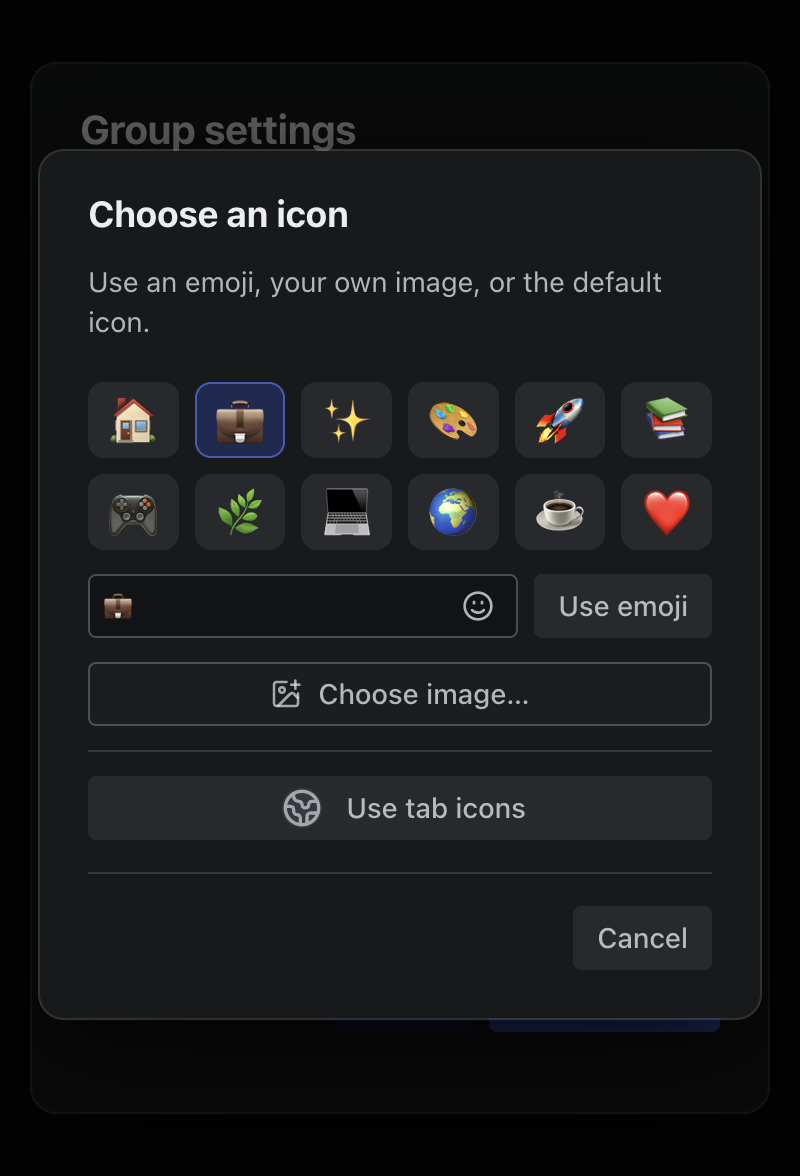 Group settings
Choose an icon
Use an emoji, your own image, or the default
icon.
Use emoji
Choose image...
Use tab icons
Cancel